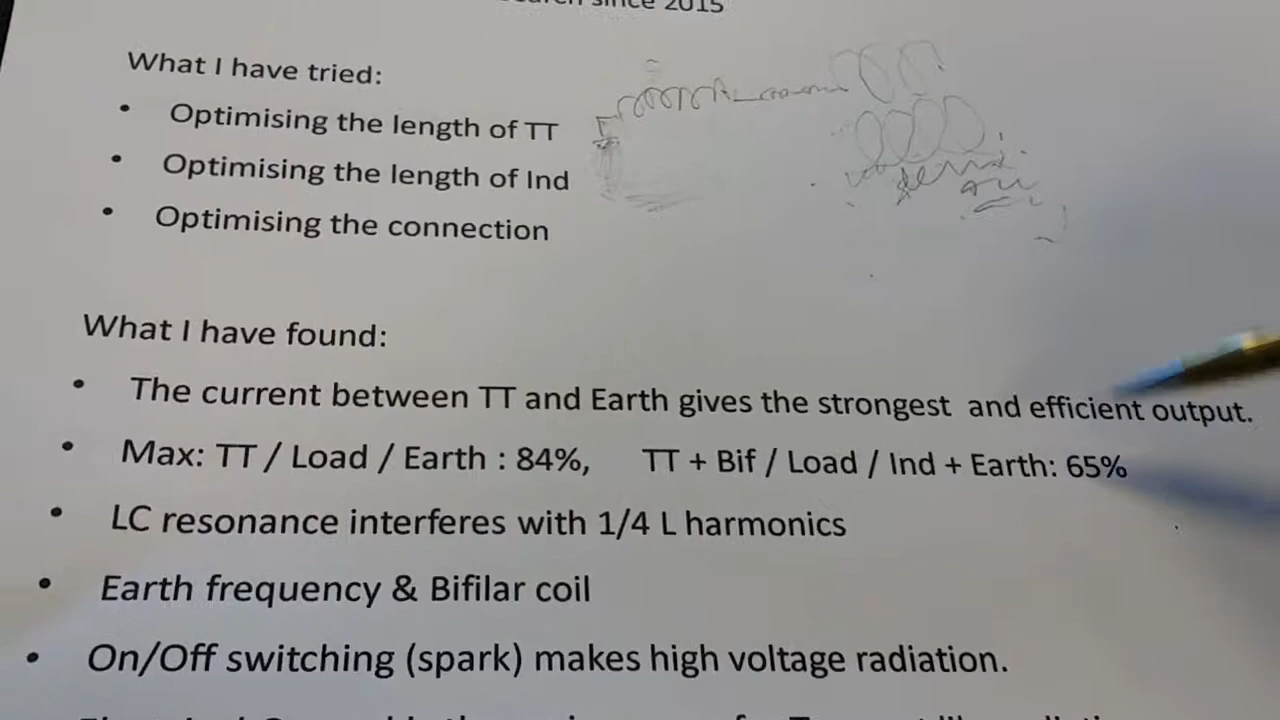 since 2015
What I have tried:
• Optimising the length of TT
• Optimising the length of Ind
• Optimising the connection
What I have found:
• The current between TT and Earth gives the strongest and efficient output.
• Max: TT / Load / Earth : 84%, TT + Bif / Load / Ind + Earth: 65%
• LC resonance interferes with 1/4 L harmonics
• Earth frequency & Bifilar coil
• On/Off switching (spark) makes high voltage radiation.